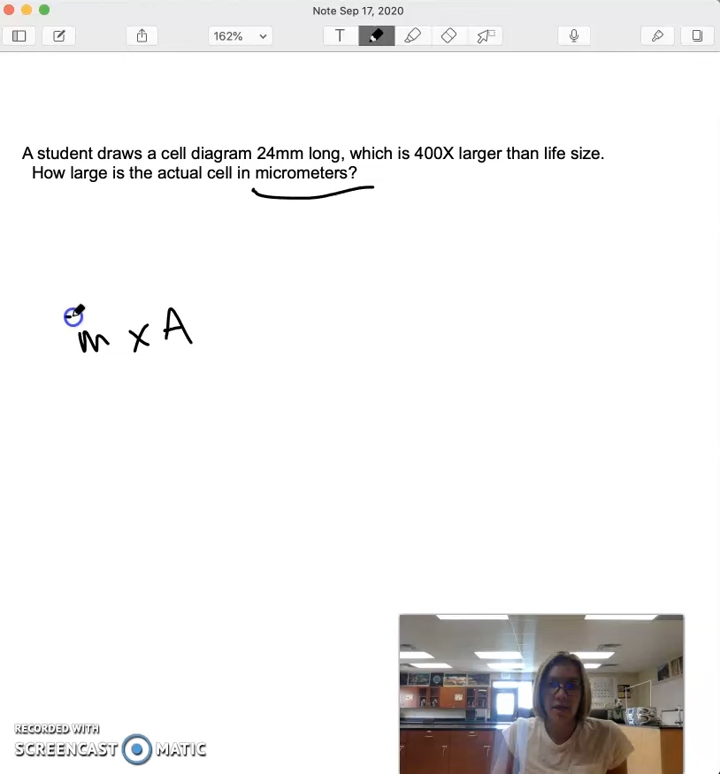 Note Sep 17, 2020
162%
T
A student draws a cell diagram 24mm long, which is 400X larger than life size.
How large is the actual cell in micrometers?
m x A
RECORDED WITH
SCREENCAST MATIC